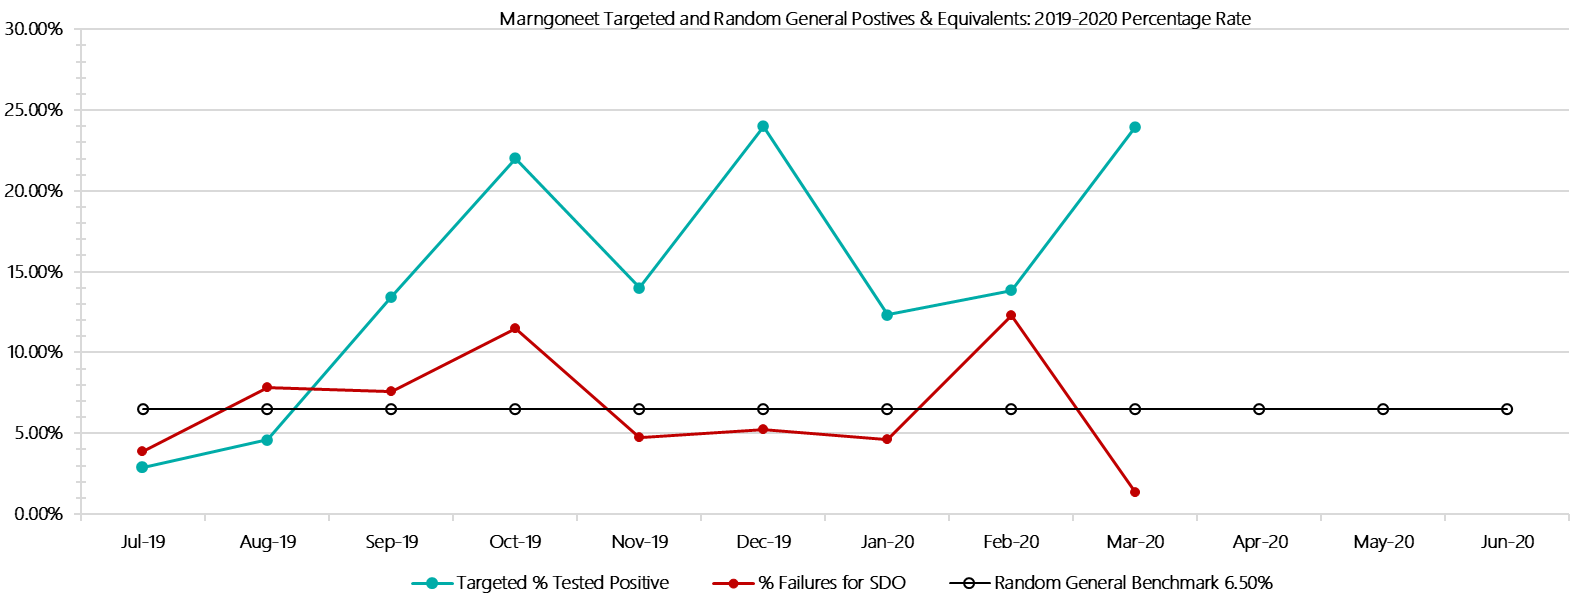 Marngoneet Targeted and Random General Postives & Equivalents: 2019-2020 Percentage Rate
30.00%
25.00%
20.00%
15.00%
10.00%
5.00%
0.00%
Jul-19 Aug-19 Sep-19 Oct-19 Nov-19 Dec-19 Jan-20 Feb-20 Mar-20 Apr-20 May-20 Jun-20
Targeted % Tested Positive % Failures for SDO Random General Benchmark 6.50%